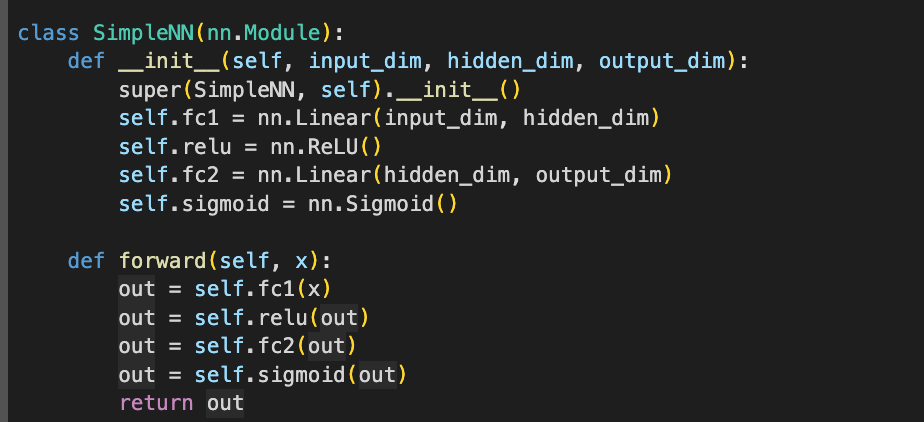 class SimpleNN(nn.Module):
    def __init__(self, input_dim, hidden_dim, output_dim):
        super(SimpleNN, self).__init__()
        self.fc1 = nn.Linear(input_dim, hidden_dim)
        self.relu = nn.ReLU()
        self.fc2 = nn.Linear(hidden_dim, output_dim)
        self.sigmoid = nn.Sigmoid()

    def forward(self, x):
        out = self.fc1(x)
        out = self.relu(out)
        out = self.fc2(out)
        out = self.sigmoid(out)
        return out